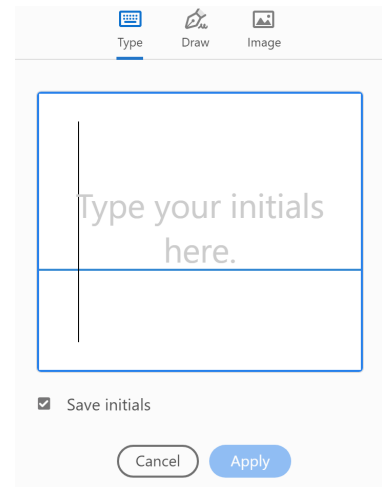 Type Draw Image
Type your initials
here.
Save initials
Cancel Apply